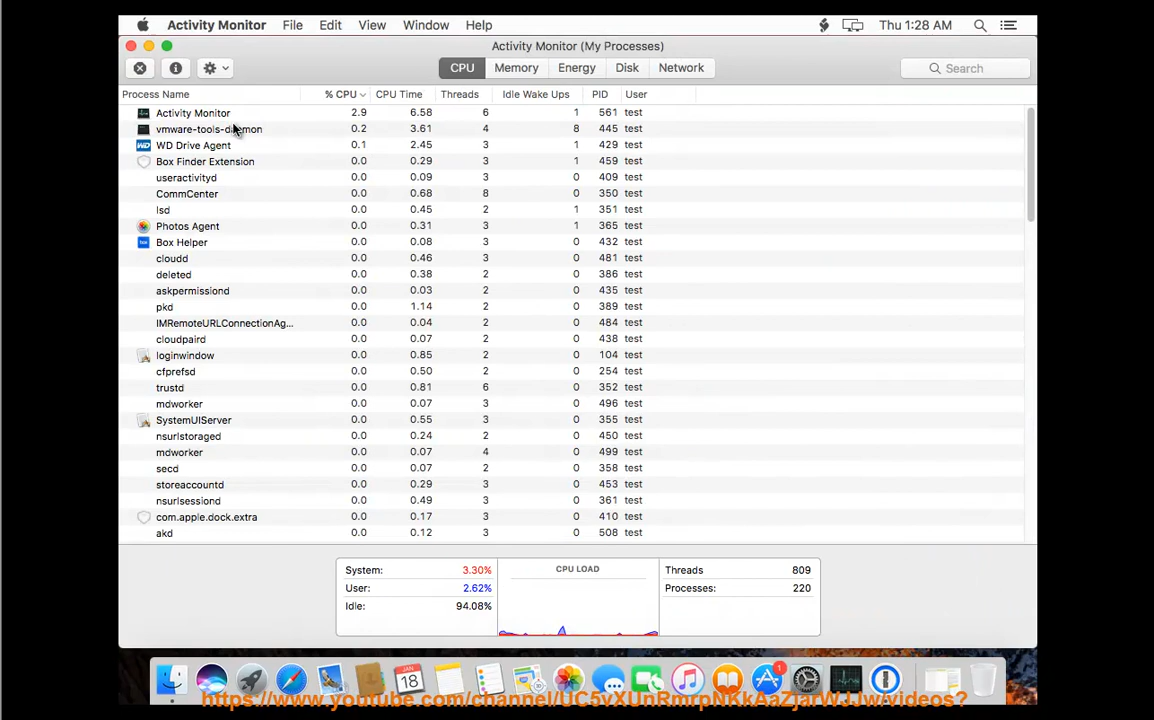 Activity Monitor File Edit View Window Help Thu 1:28 AM
Activity Monitor (My Processes)
CPU Memory Energy Disk Network Search
Process Name % CPU CPU Time Threads Idle Wake Ups PID User
Activity Monitor 2.9 6.58 6 1 561 test
vmware-tools-daemon 0.2 3.61 4 8 445 test
WD WD Drive Agent 0.1 2.45 3 1 429 test
Box Finder Extension 0.0 0.29 3 1 459 test
useractivityd 0.0 0.09 3 0 409 test
CommCenter 0.0 0.68 8 0 350 test
lsd 0.0 0.45 2 1 351 test
Photos Agent 0.0 0.31 3 1 365 test
Box Helper 0.0 0.08 3 0 432 test
cloudd 0.0 0.46 3 0 481 test
deleted 0.0 0.38 2 0 386 test
askpermissiond 0.0 0.03 2 0 435 test
pkd 0.0 1.14 2 0 389 test
IMRemoteURLConnectionAg... 0.0 0.04 2 0 484 test
cloudpaird 0.0 0.07 2 0 438 test
loginwindow 0.0 0.85 2 0 104 test
cfprefsd 0.0 0.50 2 0 254 test
trustd 0.0 0.81 6 0 352 test
mdworker 0.0 0.07 3 0 496 test
SystemUIServer 0.0 0.55 3 0 355 test
nsurlstoraged 0.0 0.24 2 0 450 test
mdworker 0.0 0.07 4 0 499 test
secd 0.0 0.07 2 0 358 test
storeaccountd 0.0 0.29 3 0 453 test
nsurlsessiond 0.0 0.49 3 0 361 test
com.apple.dock.extra 0.0 0.17 3 0 410 test
akd 0.0 0.12 3 0 508 test
System: 3.30% CPU LOAD Threads 809
User: 2.62% Processes: 220
Idle: 94.08%
18
1
https://www.youtube.com/channel/UC5vXUnRmrpNKkAaZjarWJJw/videos?